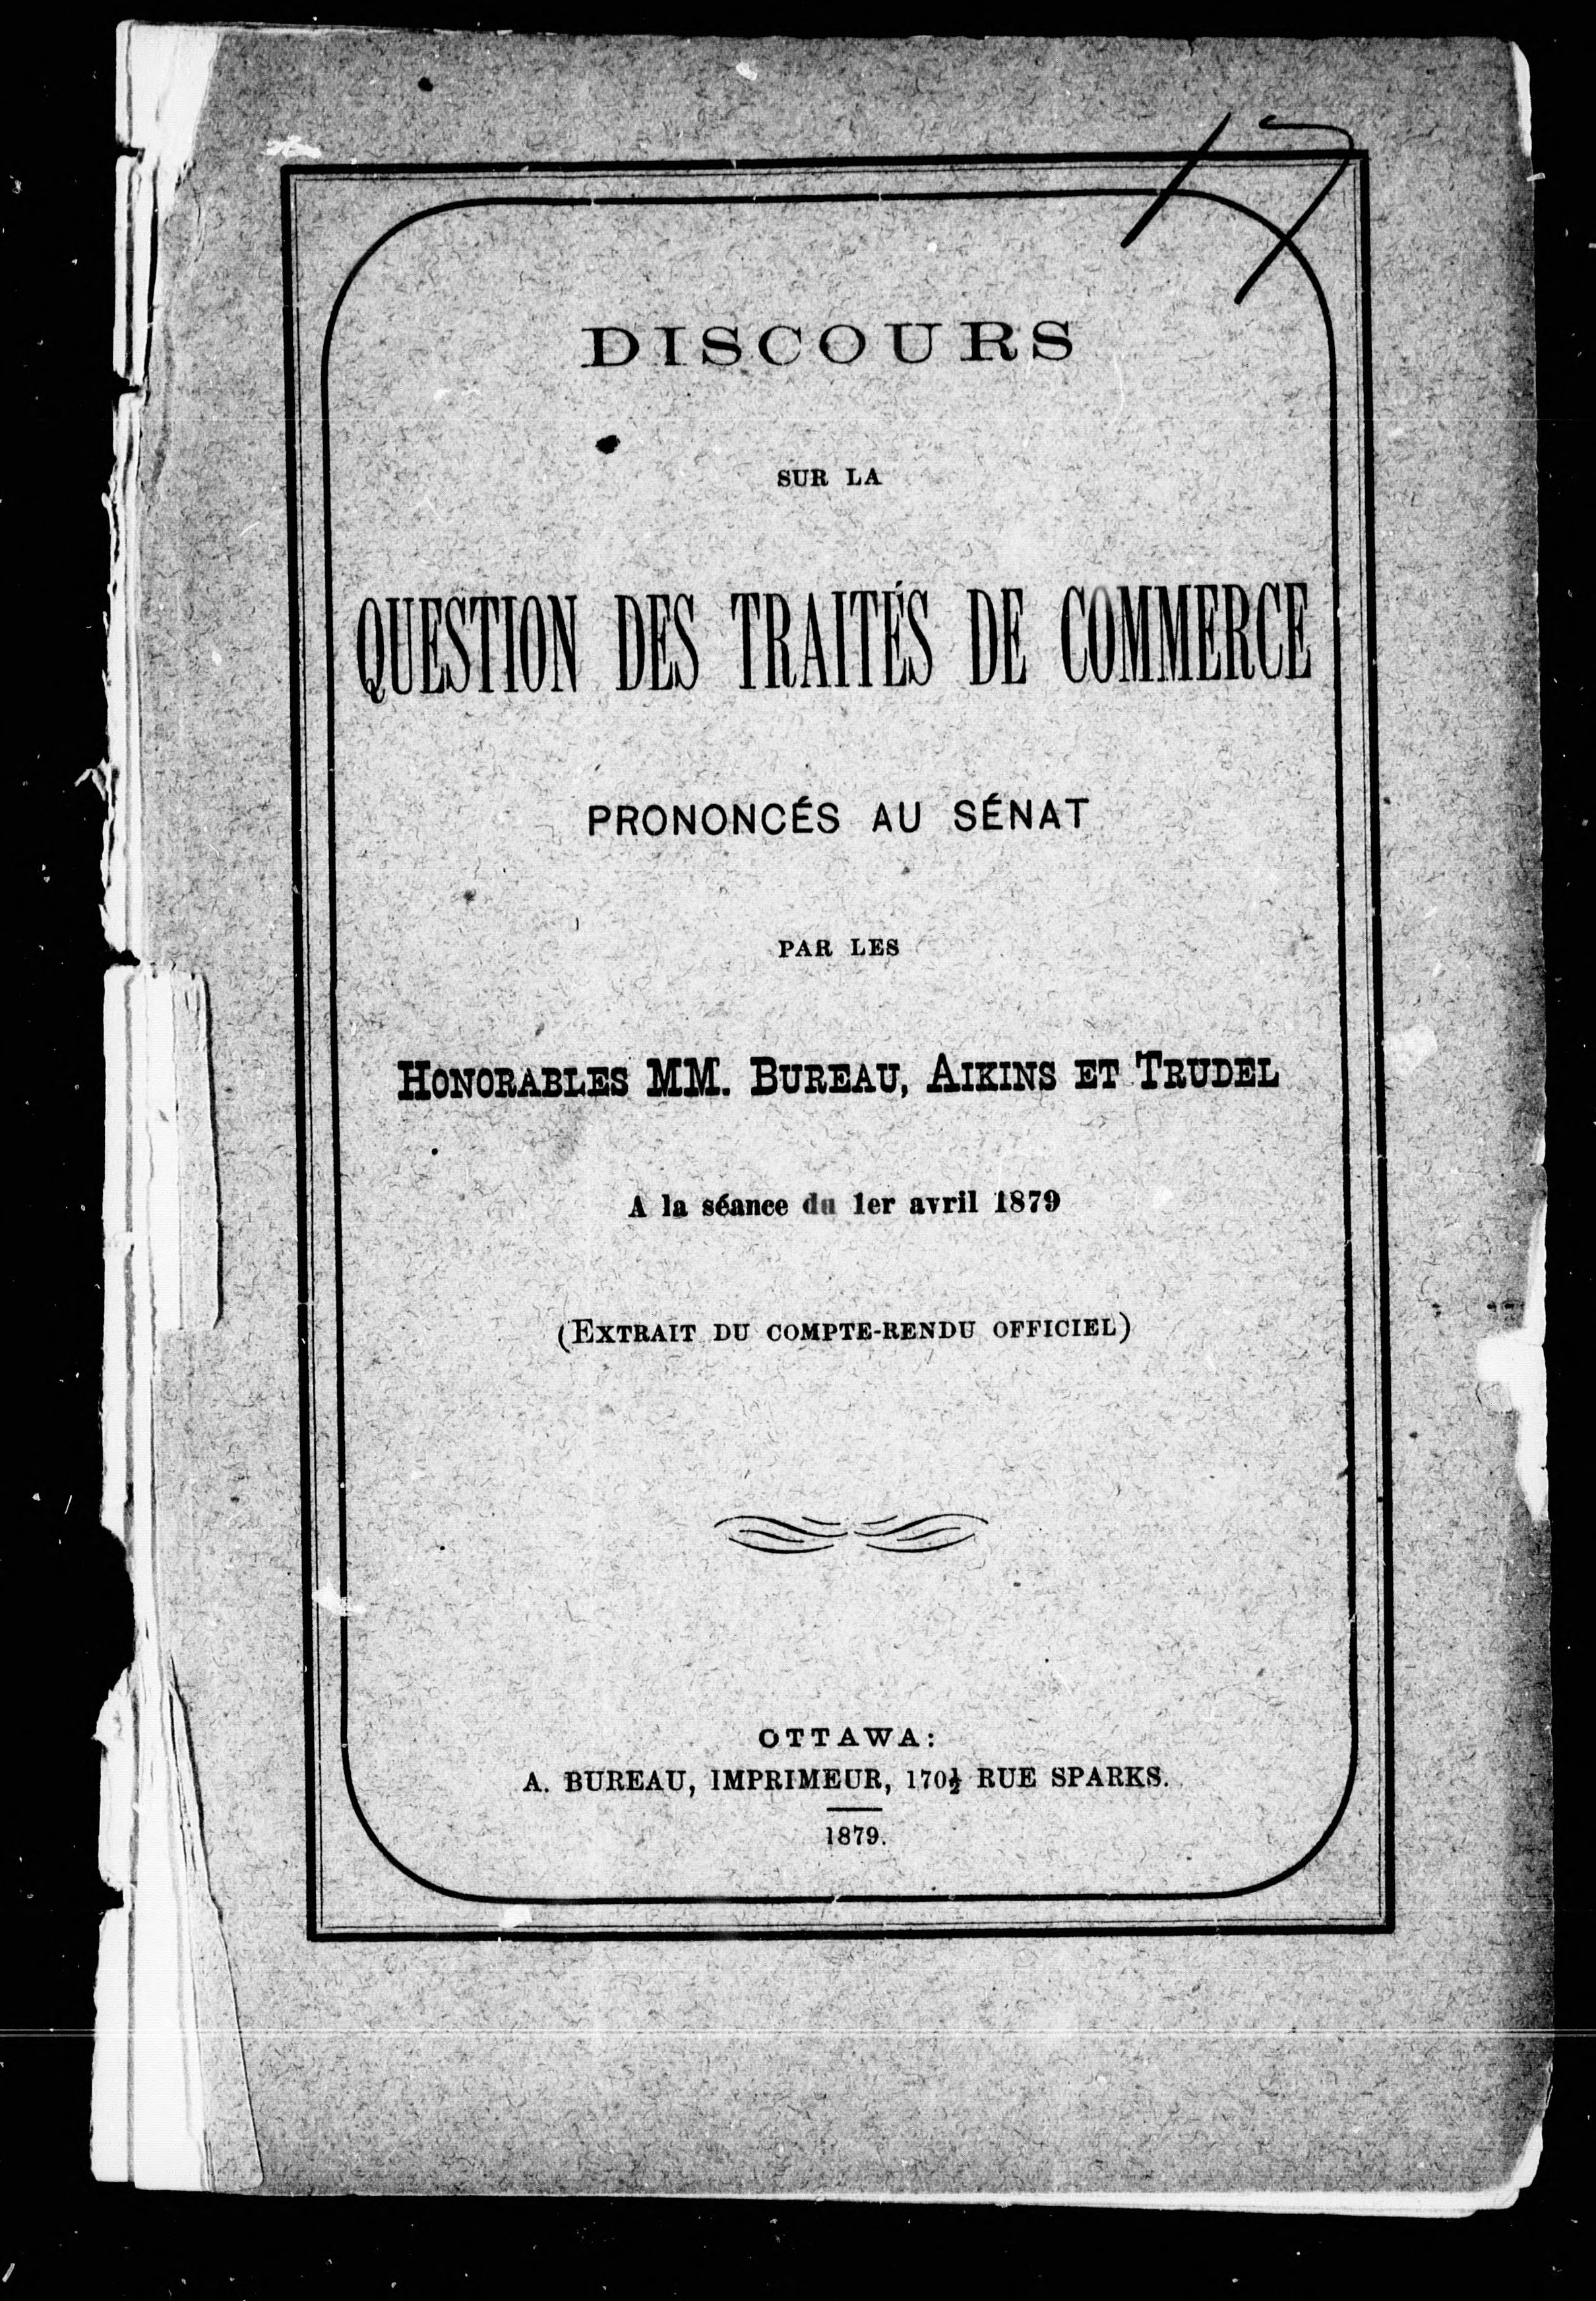 17
DISCOURS
SUR LA
QUESTION DES TRAITÉS DE COMMERCE
PRONONCÉS AU SÉNAT
PAR LES
HONORABLES MM. BUREAU, AIKINS ET TRUDEL
A la séance du 1er avril 1879
(EXTRAIT DU COMPTE-RENDU OFFICIEL)
OTTAWA:
A. BUREAU, IMPRIMEUR, 170½ RUE SPARKS.
1879.